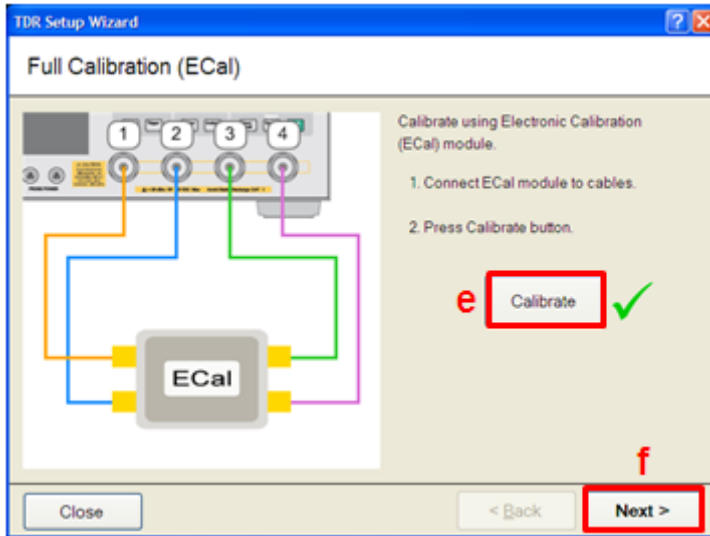 TDR Setup Wizard
Full Calibration (ECal)
1 2 3 4
Calibrate using Electronic Calibration
(ECal) module.
1. Connect ECal module to cables.
2. Press Calibrate button.
e Calibrate
ECal
f
Close
< Back
Next >